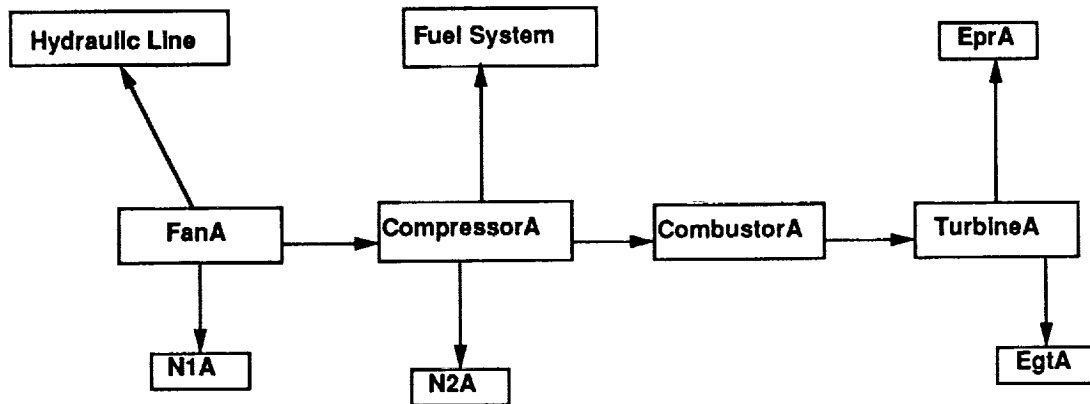 Hydraulic Line
Fuel System
EprA
FanA
CompressorA
CombustorA
TurbineA
N1A
N2A
EgtA